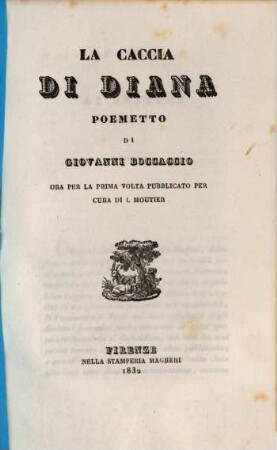 LA CACCIA
DI DIANA
POEMETTO
DI
GIOVANNI BOCCACCIO
ORA PER LA PRIMA VOLTA PUBBLICATO PER
CURA DI I. MOUTIER
FIRENZE
NELLA STAMPERIA MAGHERI
1832